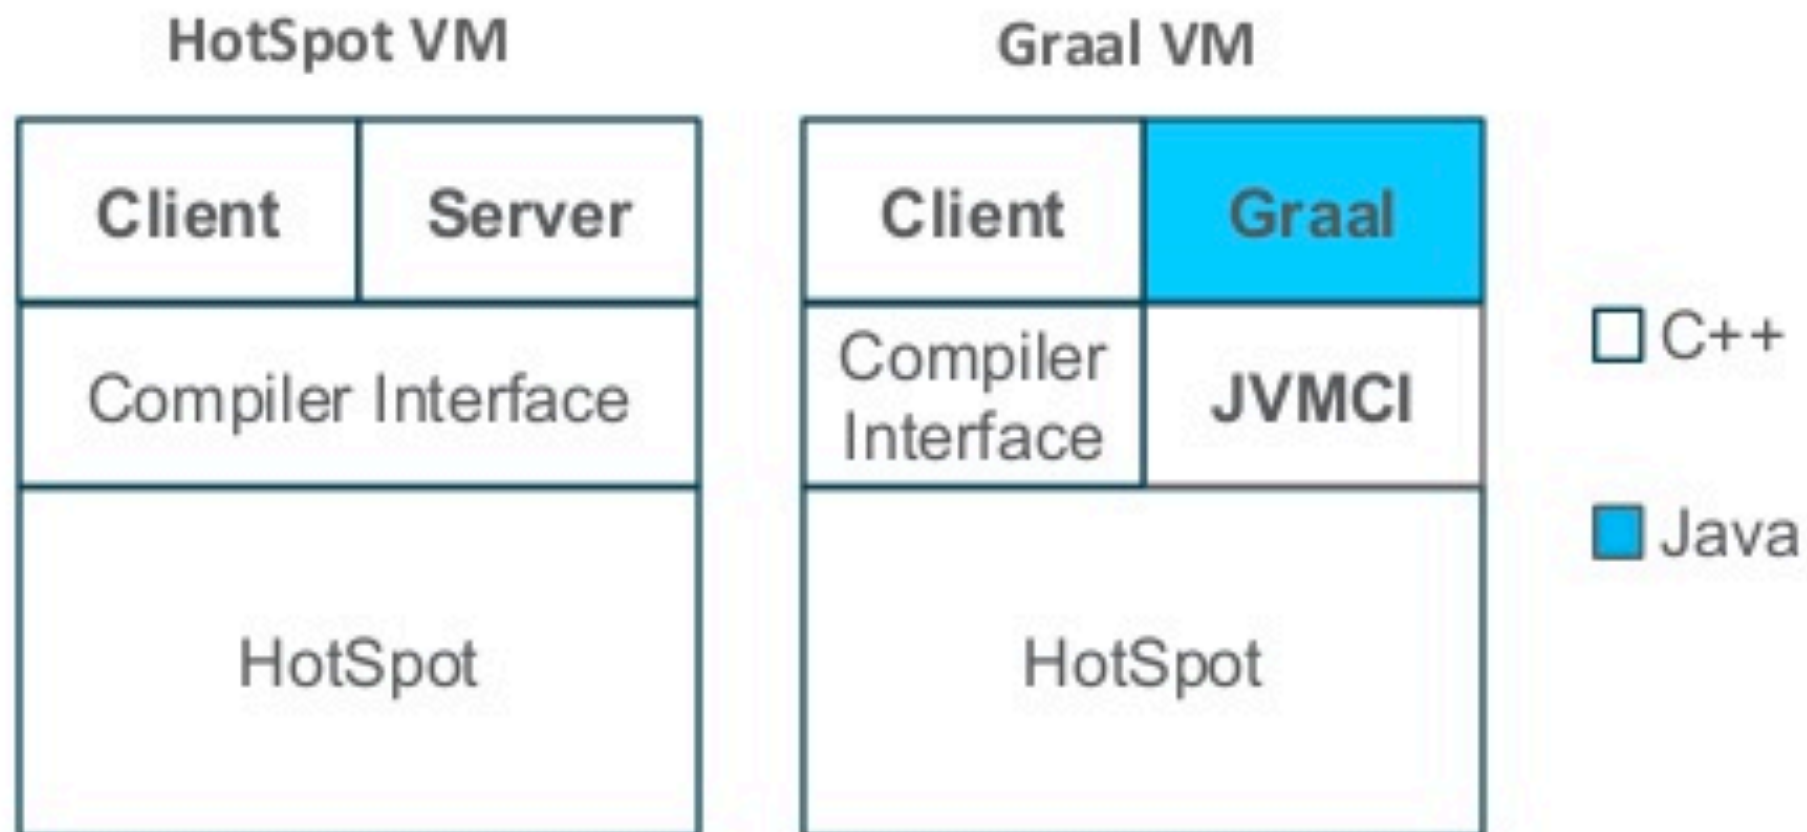 HotSpot VM
Client
Server
Compiler Interface
HotSpot
Graal VM
Client
Graal
Compiler
Interface
JVMCI
HotSpot
C++
Java